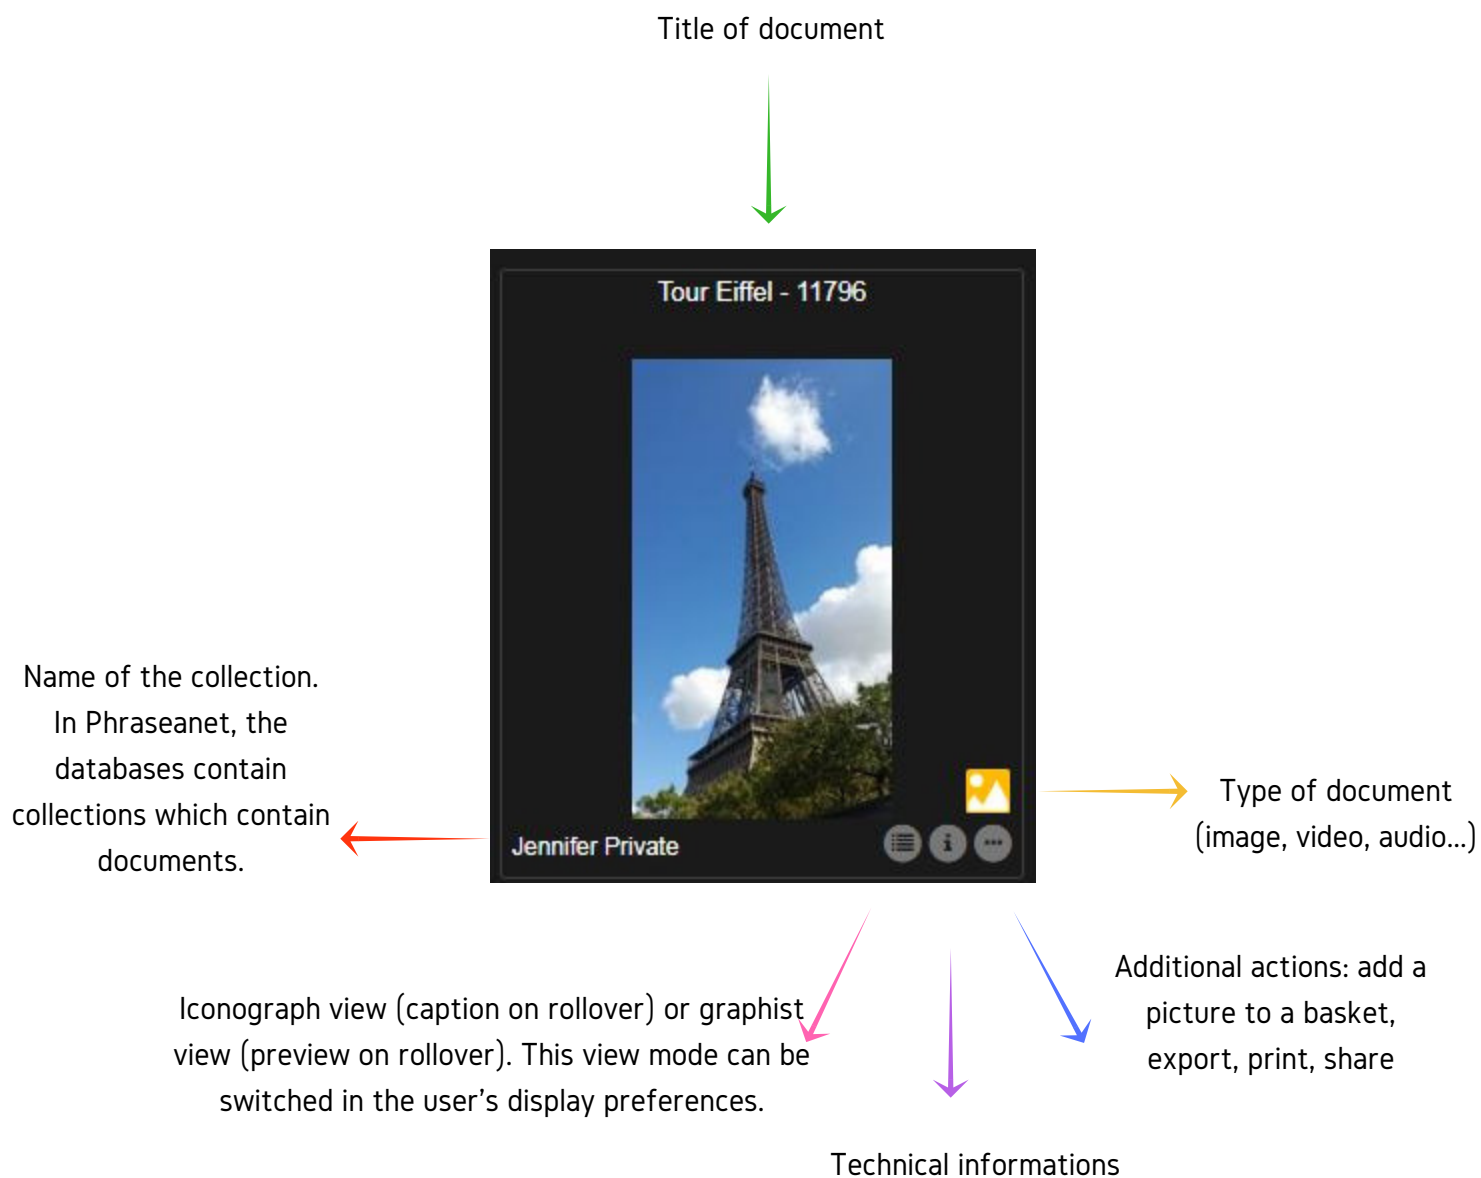 Title of document
Tour Eiffel - 11796
Name of the collection.
In Phraseanet, the
databases contain
collections which contain
documents.
Jennifer Private
Type of document
(image, video, audio...)
Iconograph view (caption on rollover) or graphist
view (preview on rollover). This view mode can be
switched in the user's display preferences.
Additional actions: add a
picture to a basket,
export, print, share
Technical informations